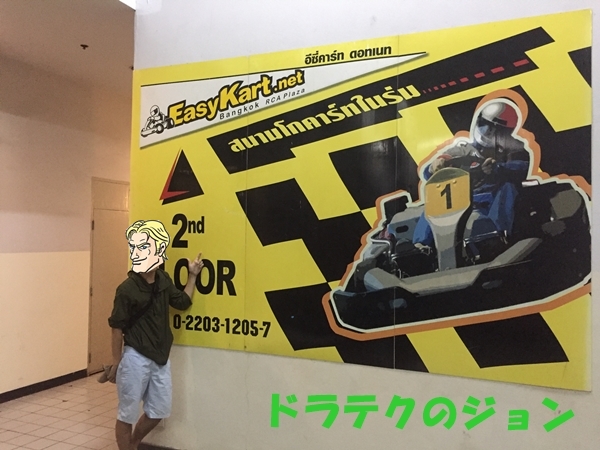 อีซี่คาร์ท ดอทเนท
EasyKart.net
Bangkok RCA Plaza
สนามโกคาร์ทในร่ม
1
2nd
OOR
0-2203-1205-7
ドラテクのジョン